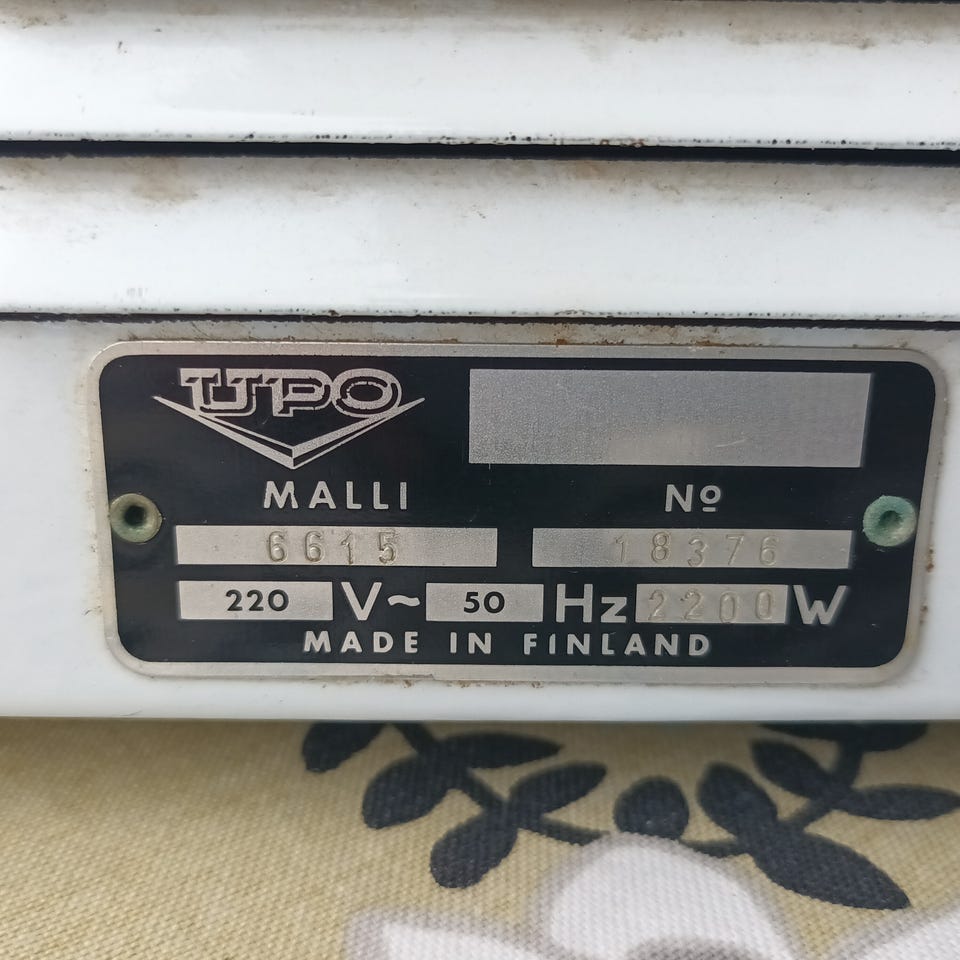 UPO
MALLI Nº
6615 18376
220 V~ 50 Hz 2200 W
MADE IN FINLAND